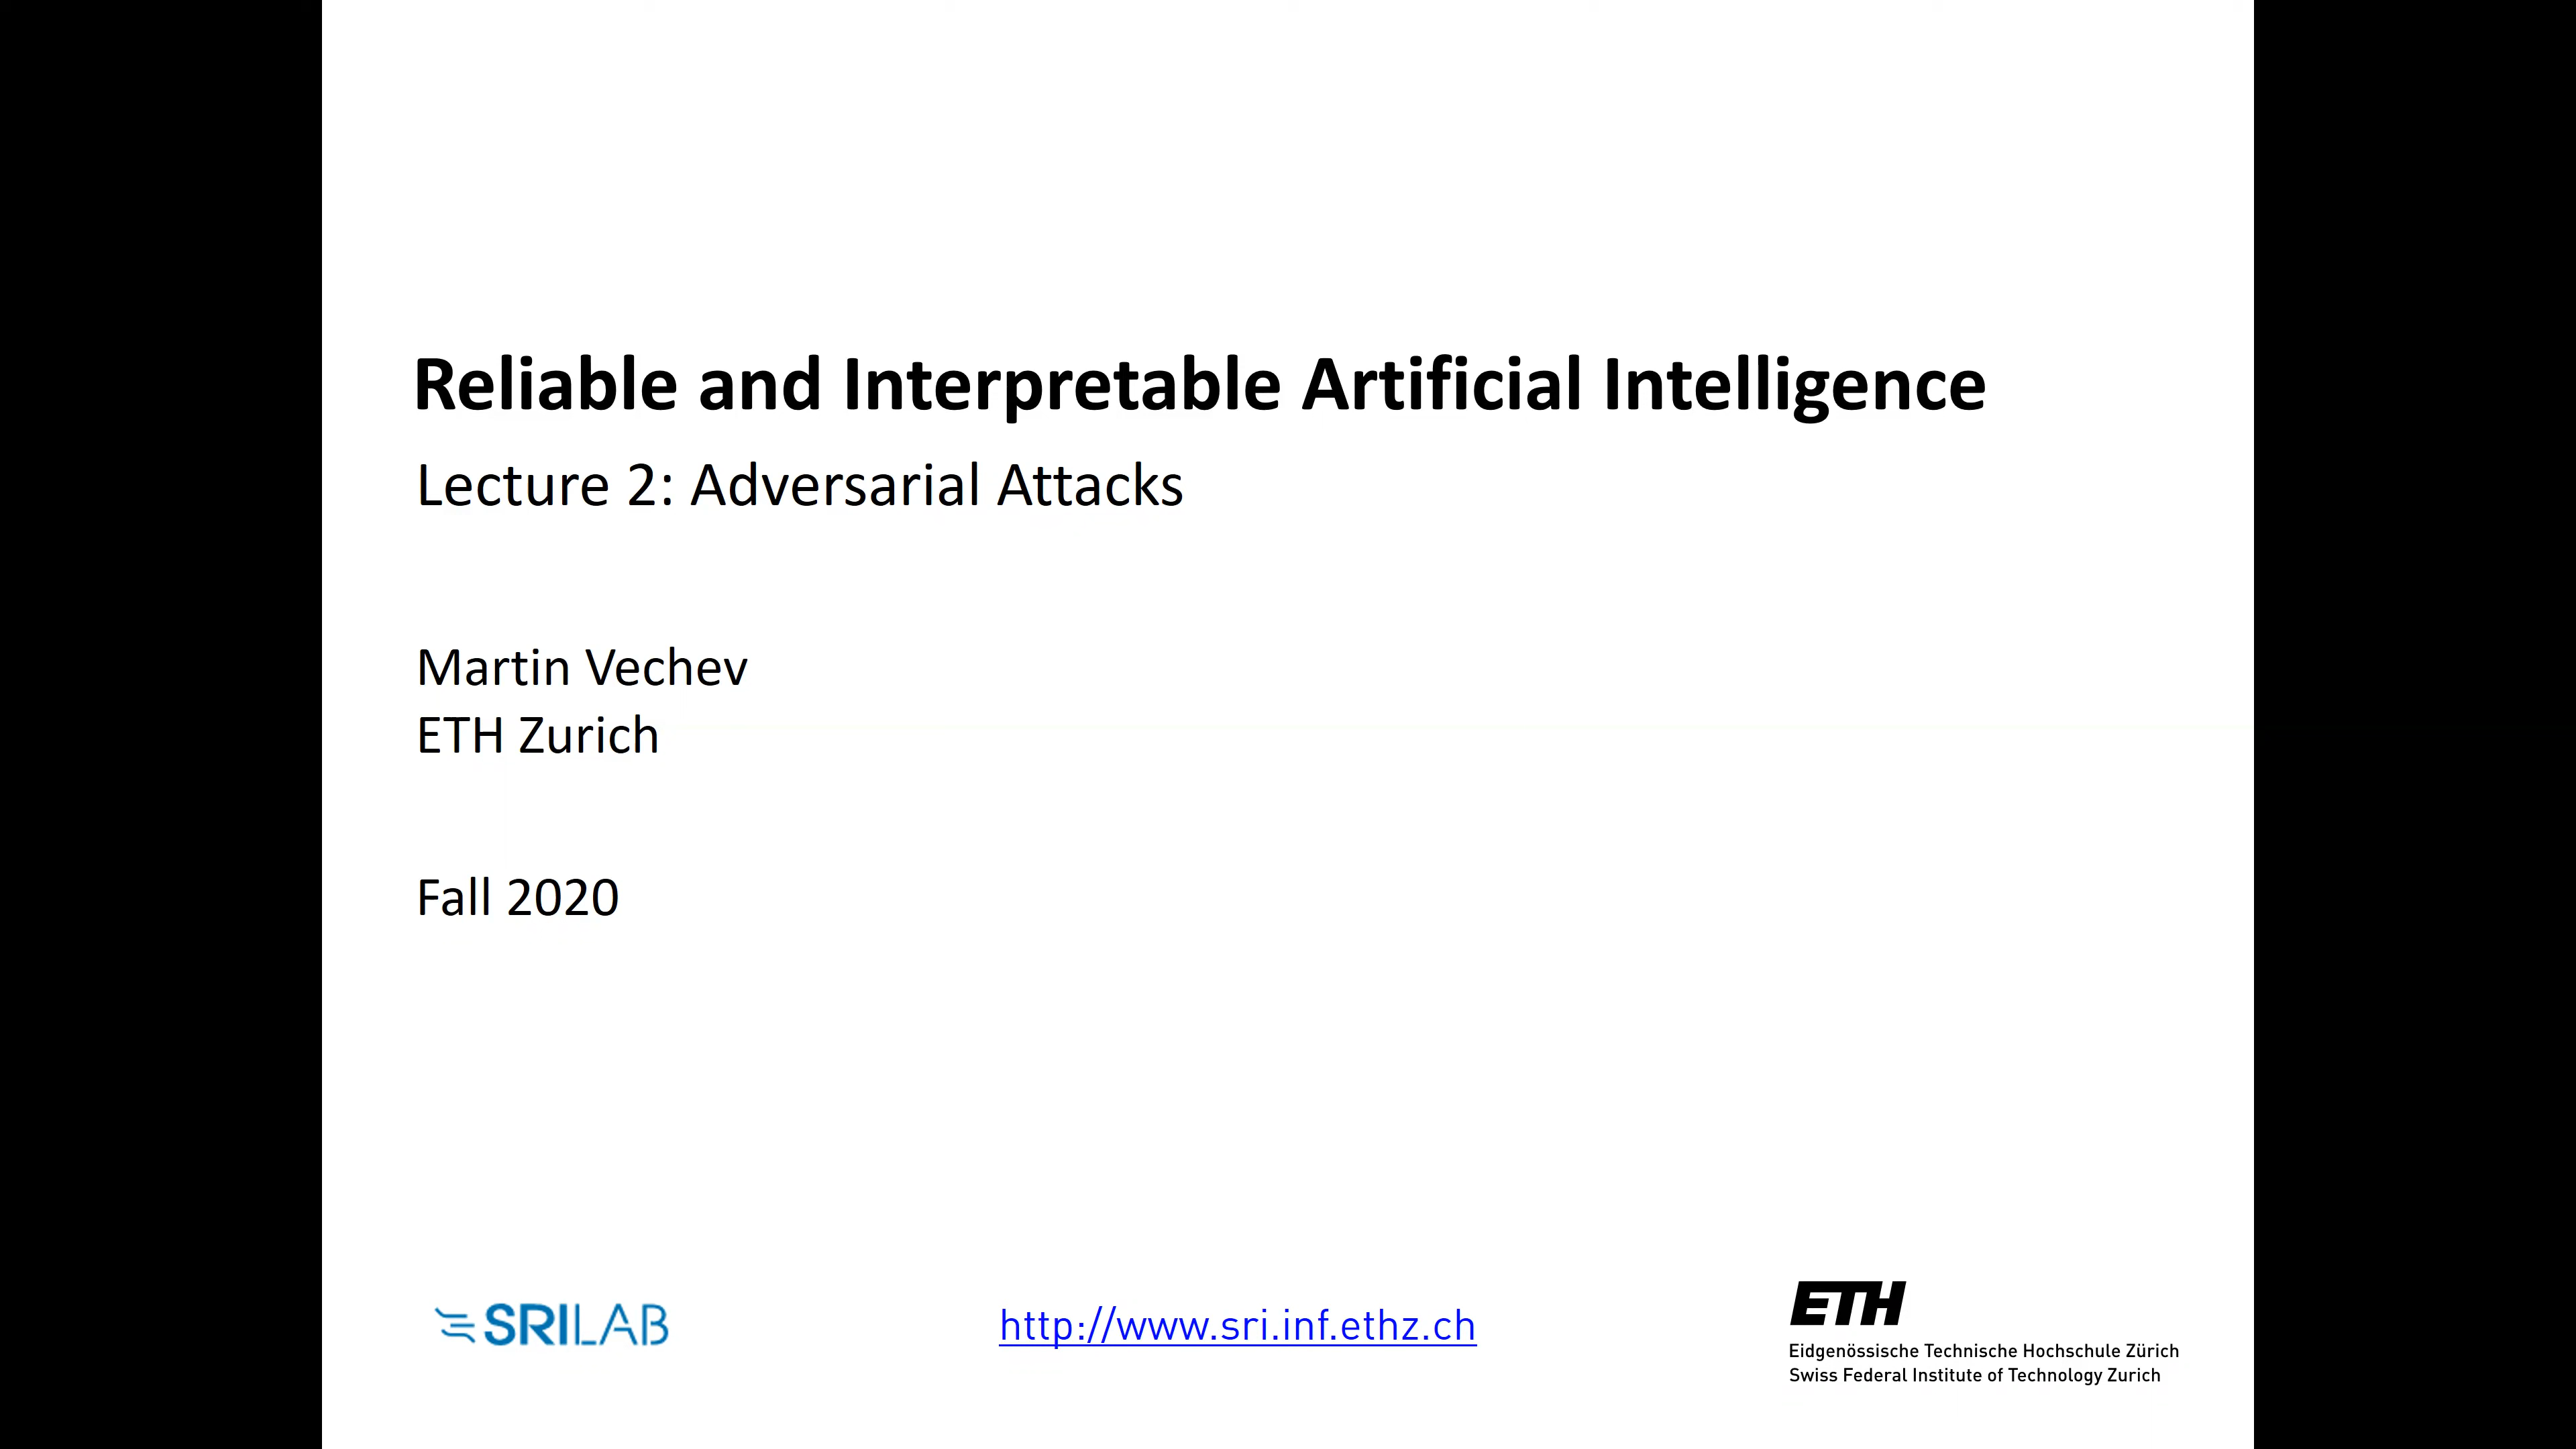 Reliable and Interpretable Artificial Intelligence
Lecture 2: Adversarial Attacks
Martin Vechev
ETH Zurich
Fall 2020
SRILAB
http://www.sri.inf.ethz.ch
ETH
Eidgenössische Technische Hochschule Zürich
Swiss Federal Institute of Technology Zurich